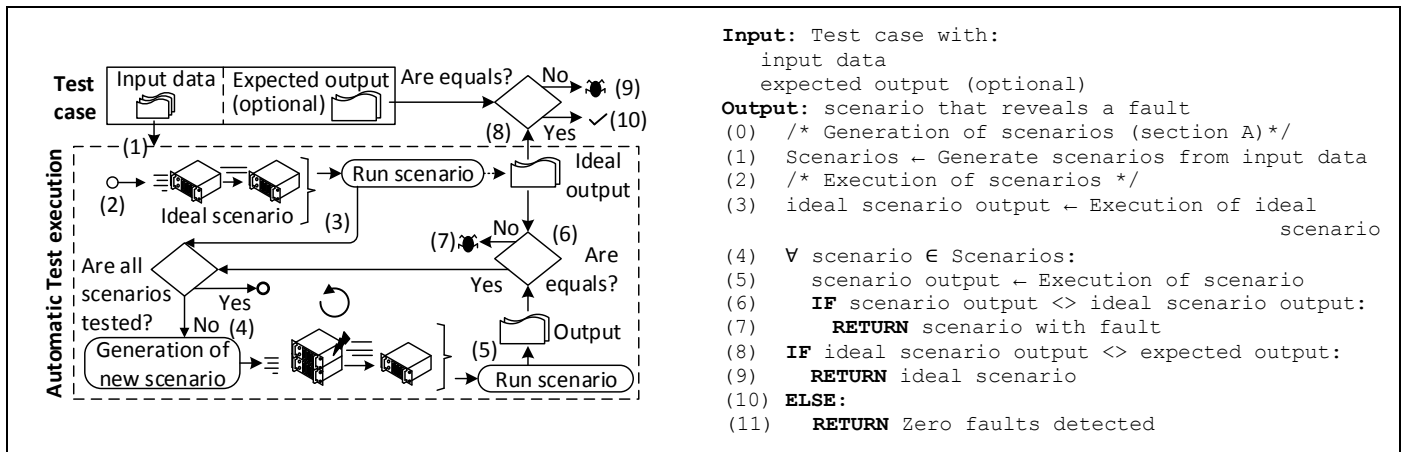 Test
case
Input data
Expected output
(optional)
Are equals?
No
(9)
(10)
Yes
(8)
(1)
Automatic Test execution
(2)
Ideal scenario
Run scenario
Ideal
output
(3)
(7)
No
(6)
Are
equals?
Yes
Are all
scenarios
tested?
Yes
No
(4)
Generation of
new scenario
(5)
Output
Run scenario
Input: Test case with:
input data
expected output (optional)
Output: scenario that reveals a fault
(0) /* Generation of scenarios (section A)*/
(1) Scenarios ← Generate scenarios from input data
(2) /* Execution of scenarios */
(3) ideal scenario output ← Execution of ideal
scenario
(4) ∀ scenario ∈ Scenarios:
(5) scenario output ← Execution of scenario
(6) IF scenario output <> ideal scenario output:
(7) RETURN scenario with fault
(8) IF ideal scenario output <> expected output:
(9) RETURN ideal scenario
(10) ELSE:
(11) RETURN Zero faults detected